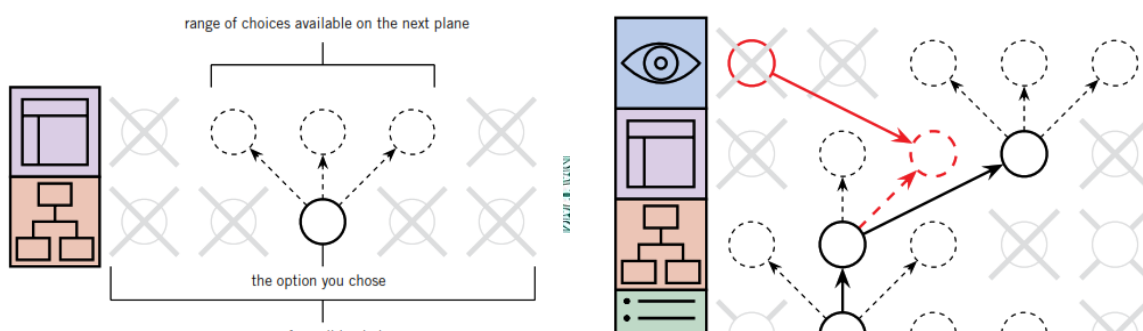 range of choices available on the next plane
the option you chose